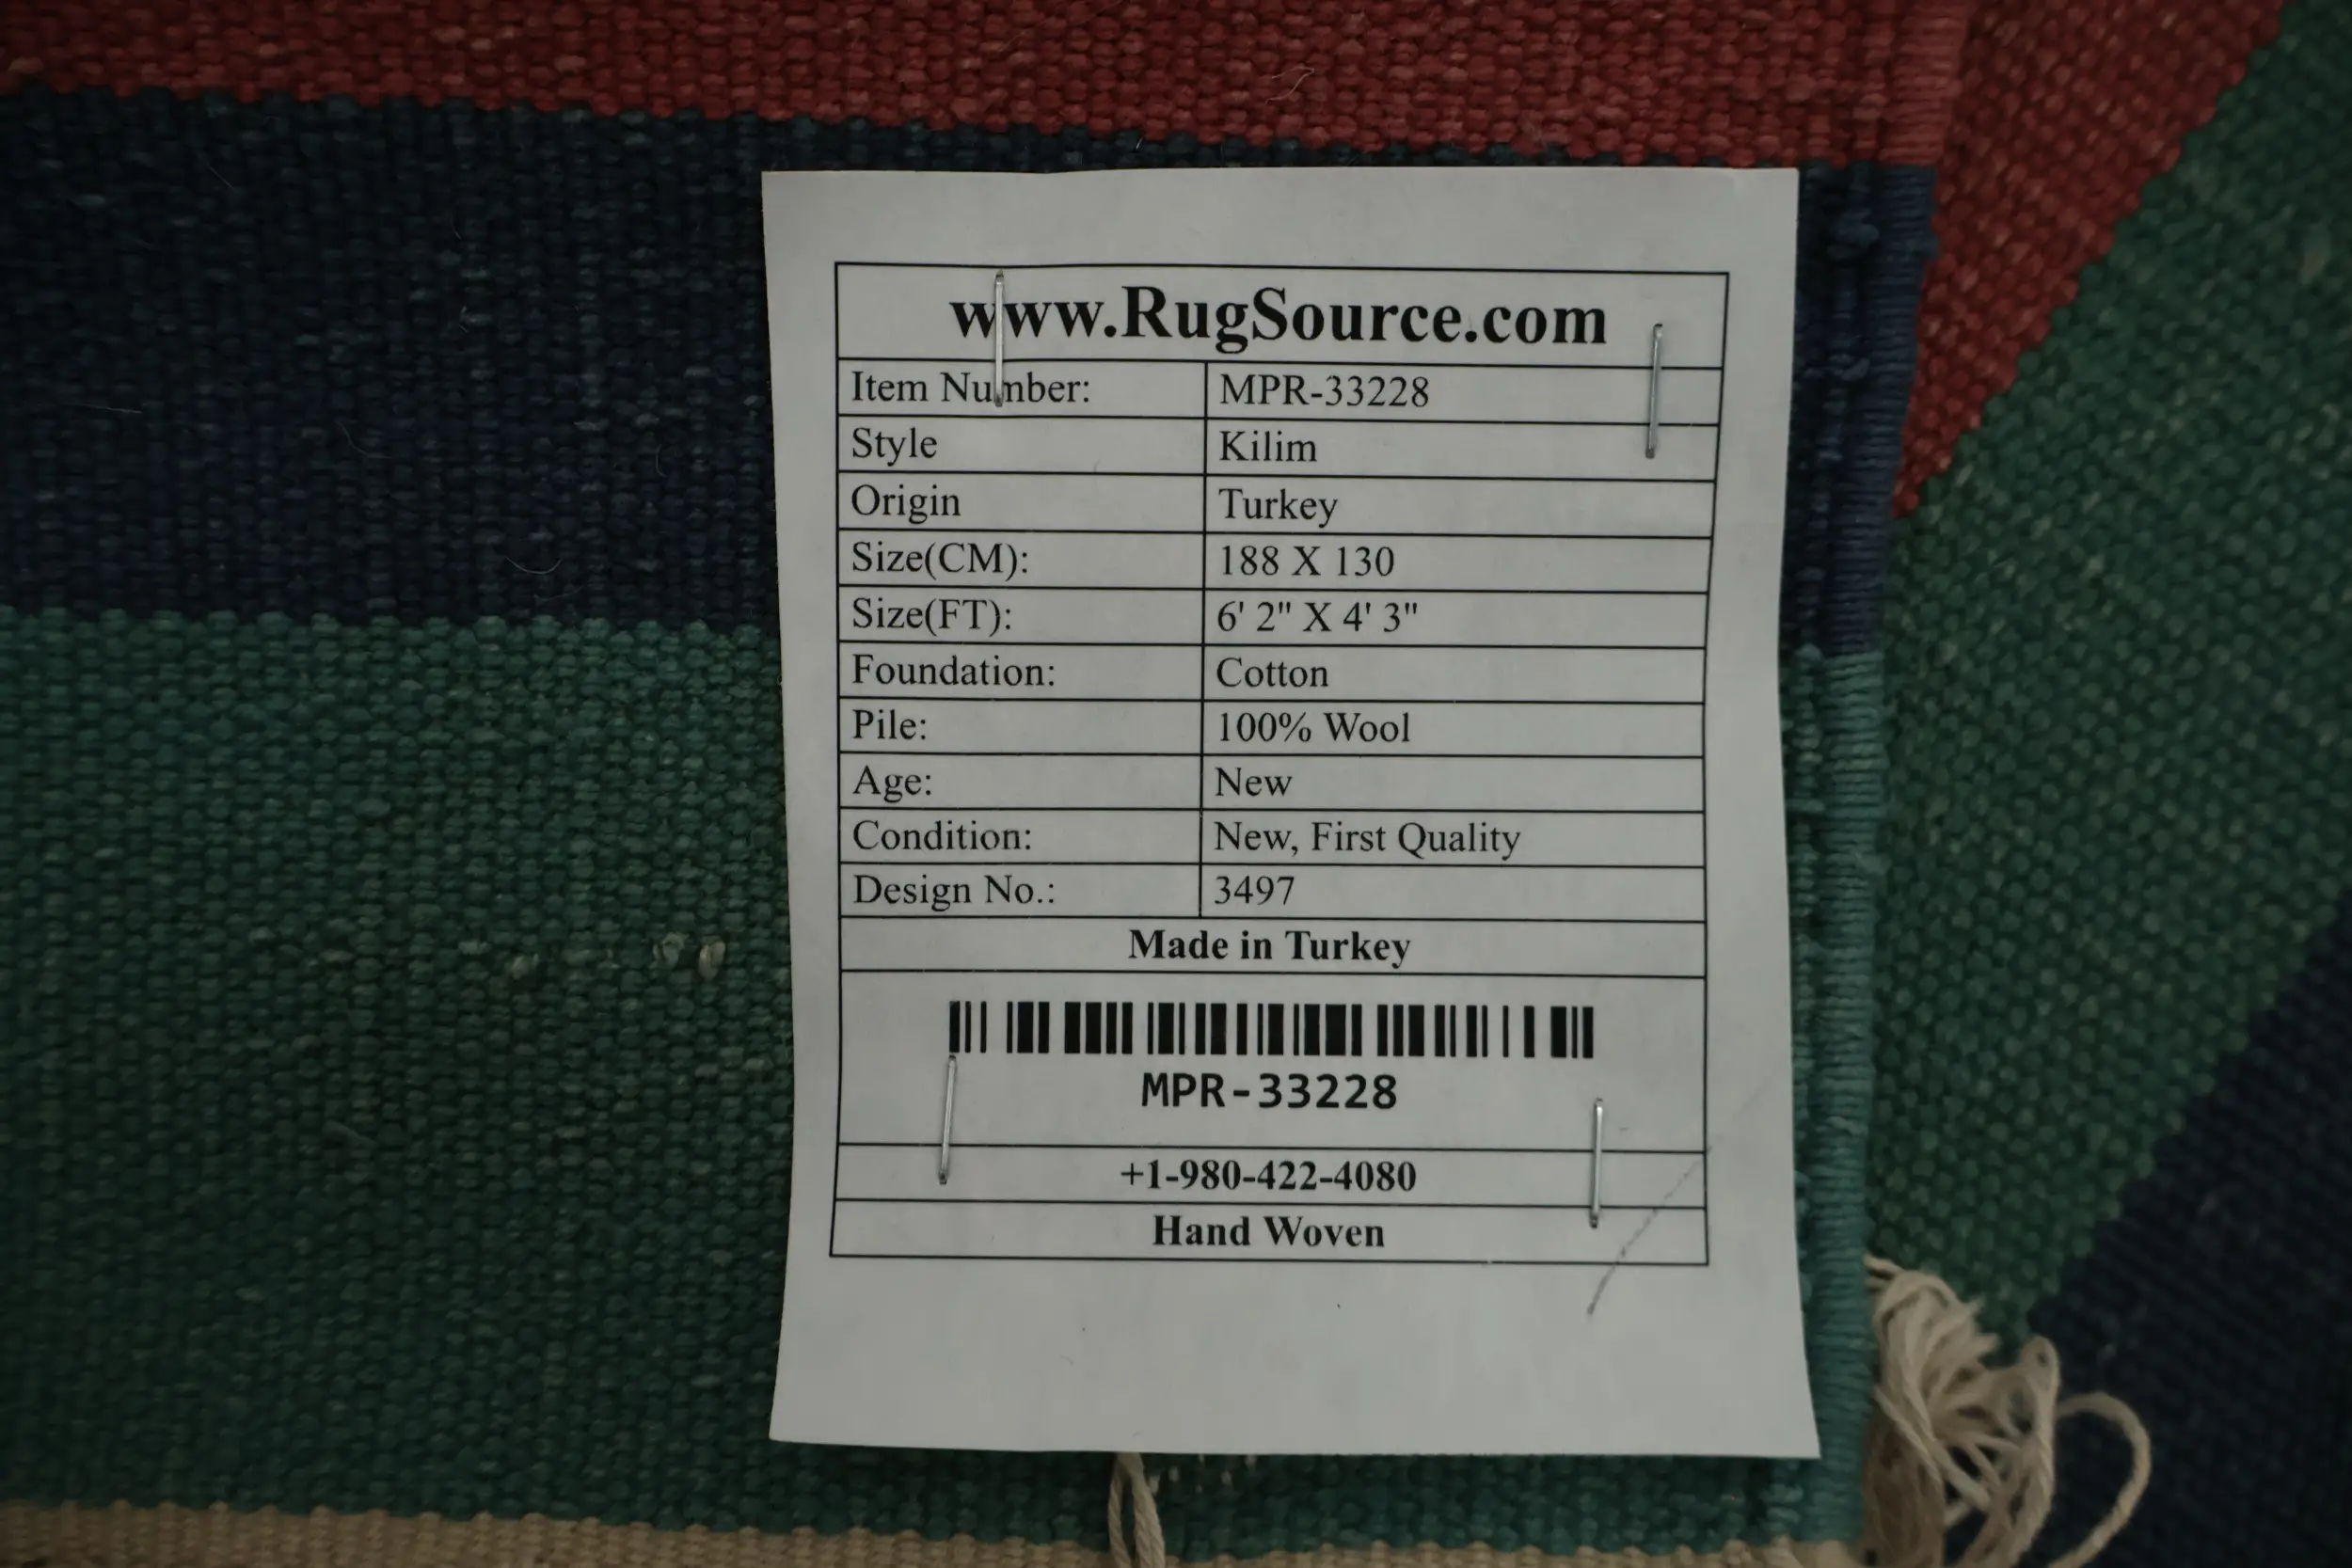 www.RugSource.com
Item Number: MPR-33228
Style Kilim
Origin Turkey
Size(CM): 188 X 130
Size(FT): 6' 2" X 4' 3"
Foundation: Cotton
Pile: 100% Wool
Age: New
Condition: New, First Quality
Design No.: 3497
Made in Turkey
MPR-33228
+1-980-422-4080
Hand Woven